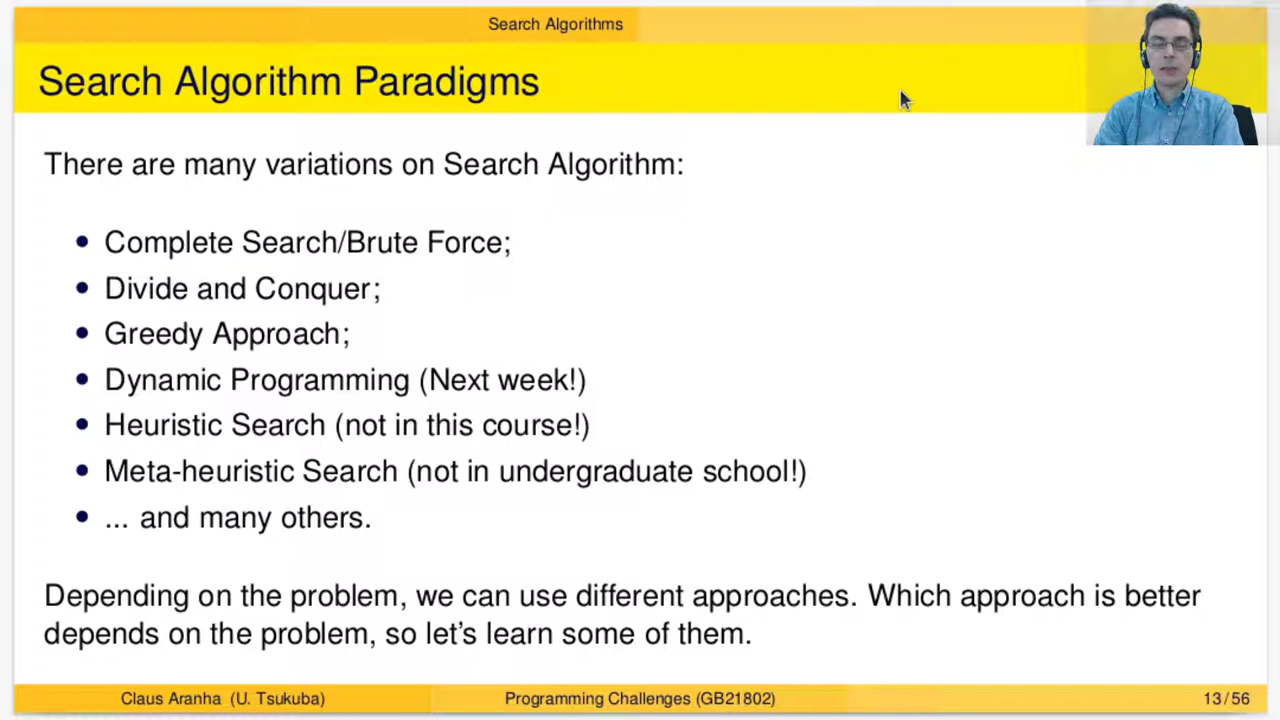 Search Algorithms
Search Algorithm Paradigms
There are many variations on Search Algorithm:
• Complete Search/Brute Force;
• Divide and Conquer;
• Greedy Approach;
• Dynamic Programming (Next week!)
• Heuristic Search (not in this course!)
• Meta-heuristic Search (not in undergraduate school!)
• ... and many others.
Depending on the problem, we can use different approaches. Which approach is better
depends on the problem, so let's learn some of them.
Claus Aranha (U. Tsukuba) Programming Challenges (GB21802) 13/56